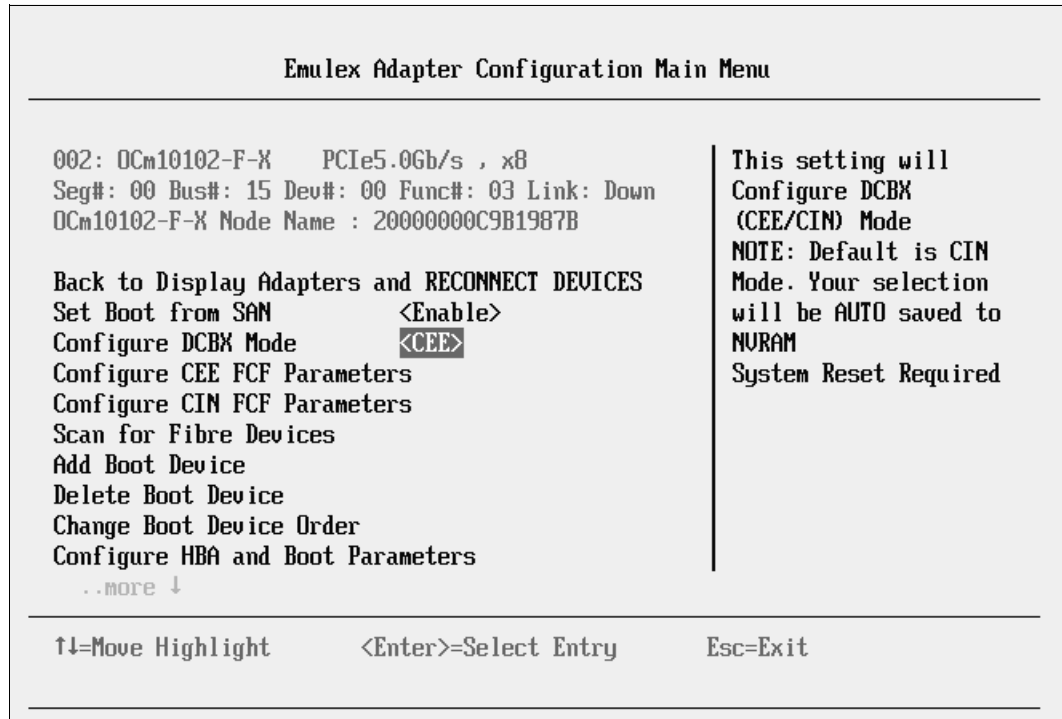 Emulex Adapter Configuration Main Menu
002: OCm10102-F-X PCIe5.0Gb/s , x8
Seg#: 00 Bus#: 15 Dev#: 00 Func#: 03 Link: Down
OCm10102-F-X Node Name : 20000000C9B1987B
Back to Display Adapters and RECONNECT DEVICES
Set Boot from SAN <Enable>
Configure DCBX Mode <CEE>
Configure CEE FCF Parameters
Configure CIN FCF Parameters
Scan for Fibre Devices
Add Boot Device
Delete Boot Device
Change Boot Device Order
Configure HBA and Boot Parameters
..more ↓
This setting will
Configure DCBX
(CEE/CIN) Mode
NOTE: Default is CIN
Mode. Your selection
will be AUTO saved to
NVRAM
System Reset Required
↑↓=Move Highlight <Enter>=Select Entry Esc=Exit